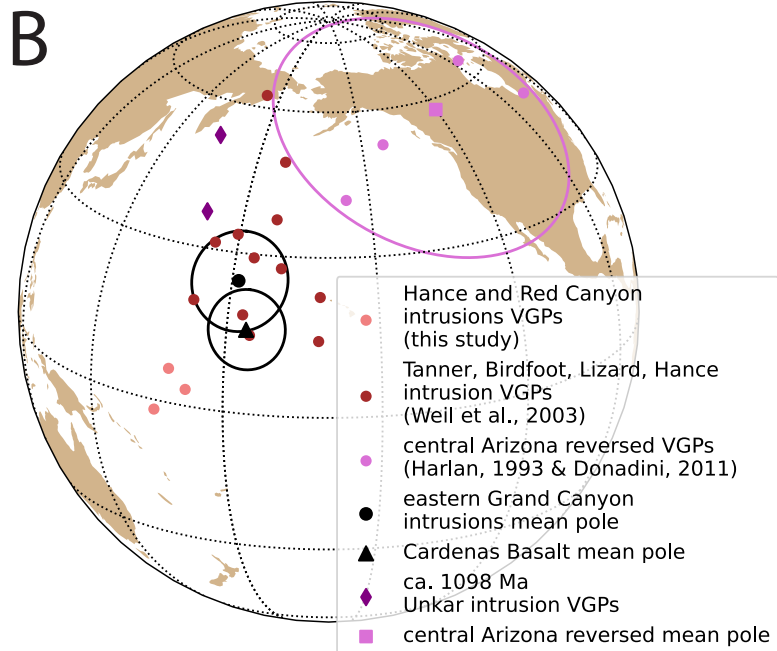 B
Hance and Red Canyon
intrusions VGPs
(this study)
Tanner, Birdfoot, Lizard, Hance
intrusion VGPs
(Weil et al., 2003)
central Arizona reversed VGPs
(Harlan, 1993 & Donadini, 2011)
eastern Grand Canyon
intrusions mean pole
Cardenas Basalt mean pole
ca. 1098 Ma
Unkar intrusion VGPs
central Arizona reversed mean pole